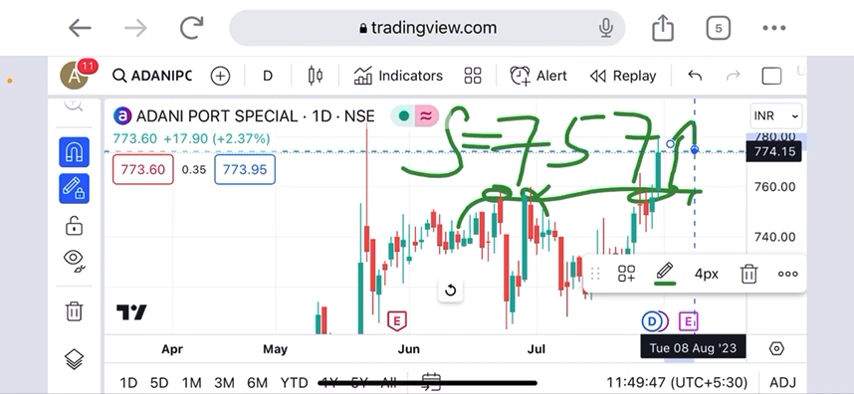 tradingview.com
5
A
11
ADANIPC
D
Indicators
Alert
Replay
ADANI PORT SPECIAL · 1D · NSE
INR
773.60 +17.90 (+2.37%)
S=757
780.00
774.15
773.60
0.35
773.95
760.00
740.00
4px
E
D
E
Apr
May
Jun
Jul
Tue 08 Aug '23
1D
5D
1M
3M
6M
YTD
1Y
5Y
All
11:49:47 (UTC+5:30)
ADJ